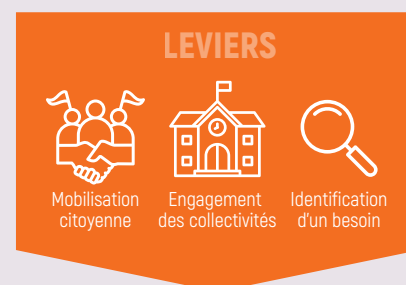 LEVIERS
Mobilisation
citoyenne
Engagement
des collectivités
Identification
d'un besoin